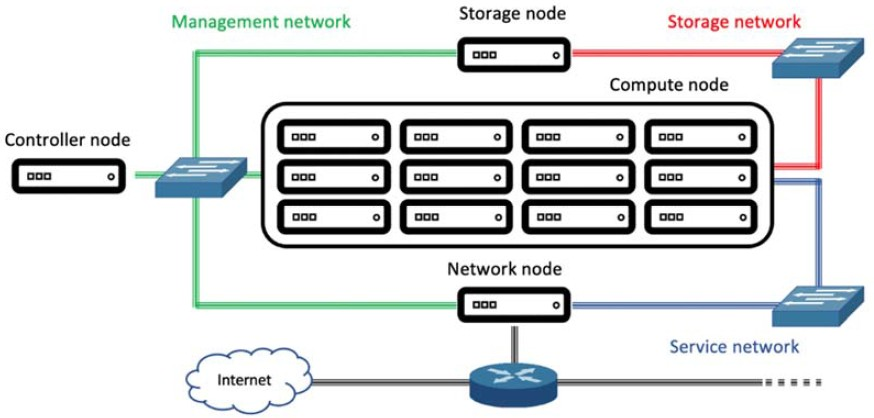 Storage node
Management network
Storage network
Compute node
Controller node
Network node
Service network
Internet